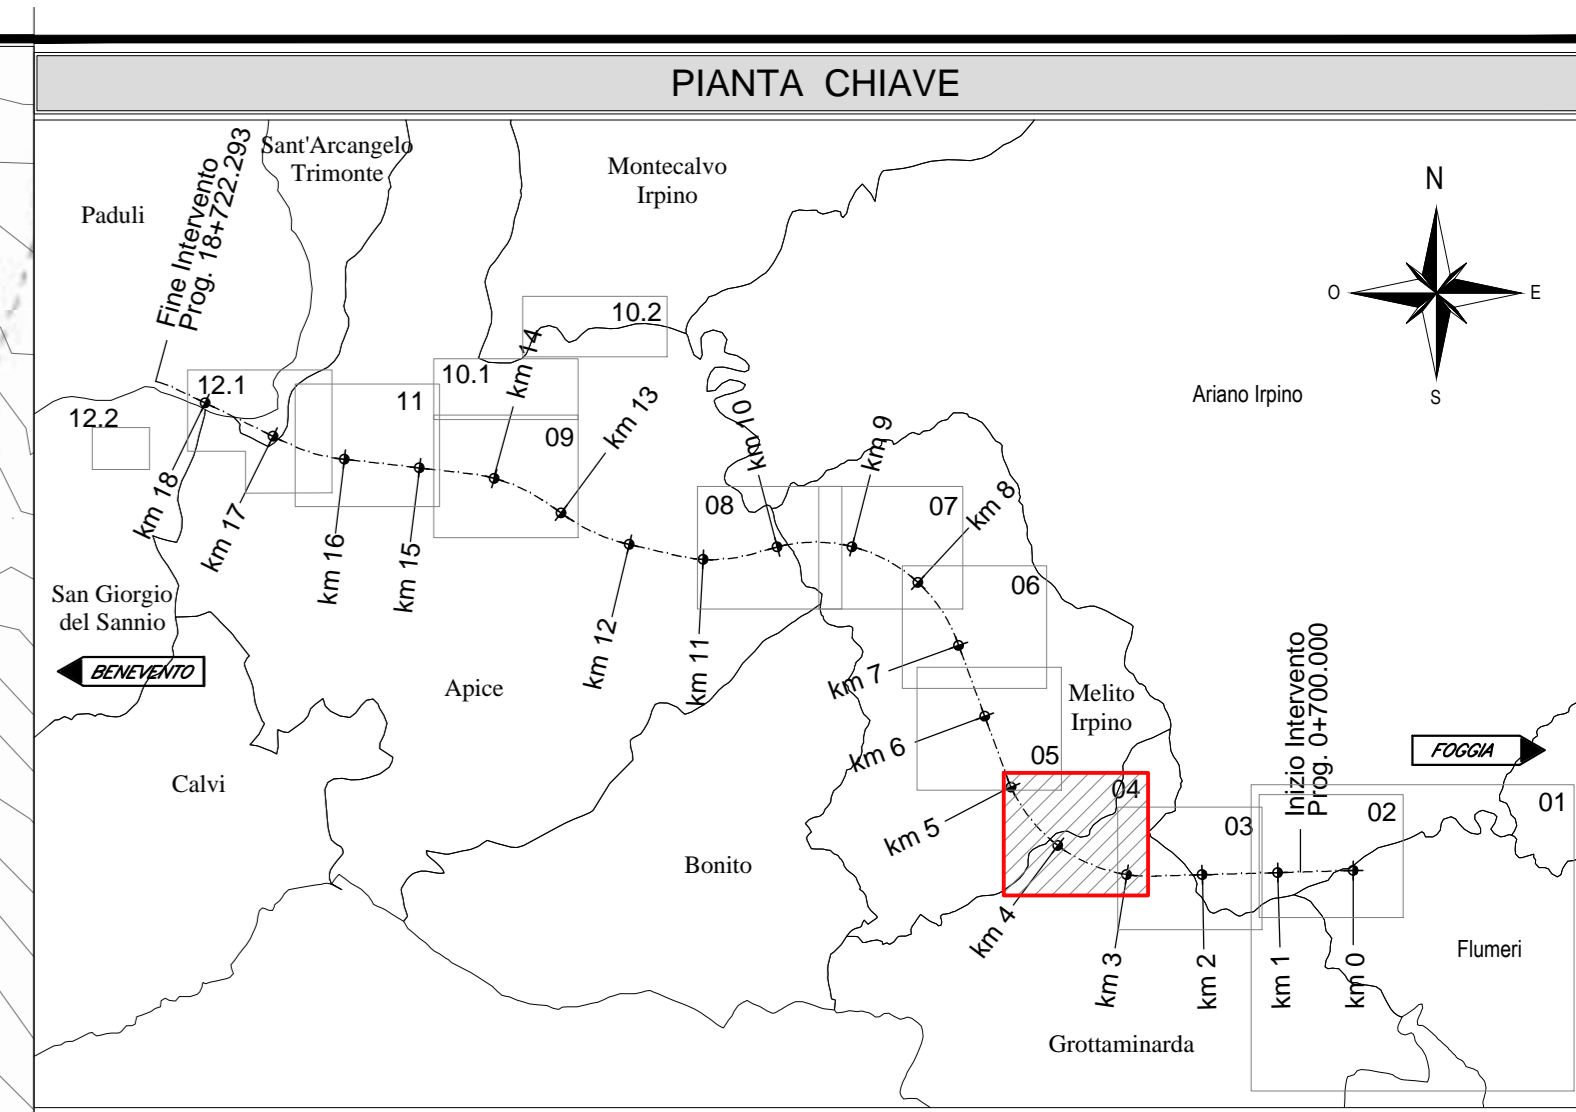 PIANTA CHIAVE
Sant'Arcangelo
Trimonte
Montecalvo
Irpino
Paduli
Fine Intervento
Prog. 18+722.293
N
O
E
S
10.2
10.1
km 14
12.1
12.2
11
09
km 13
km 10
km 9
Ariano Irpino
08
07
km 8
km 18
km 17
km 16
km 15
km 12
km 11
06
San Giorgio
del Sannio
BENEVENTO
Apice
km 7
Melito
Irpino
Inizio Intervento
Prog. 0+700.000
km 6
05
FOGGIA
Calvi
04
03
02
01
km 5
Bonito
km 4
km 3
km 2
km 1
km 0
Flumeri
Grottaminarda